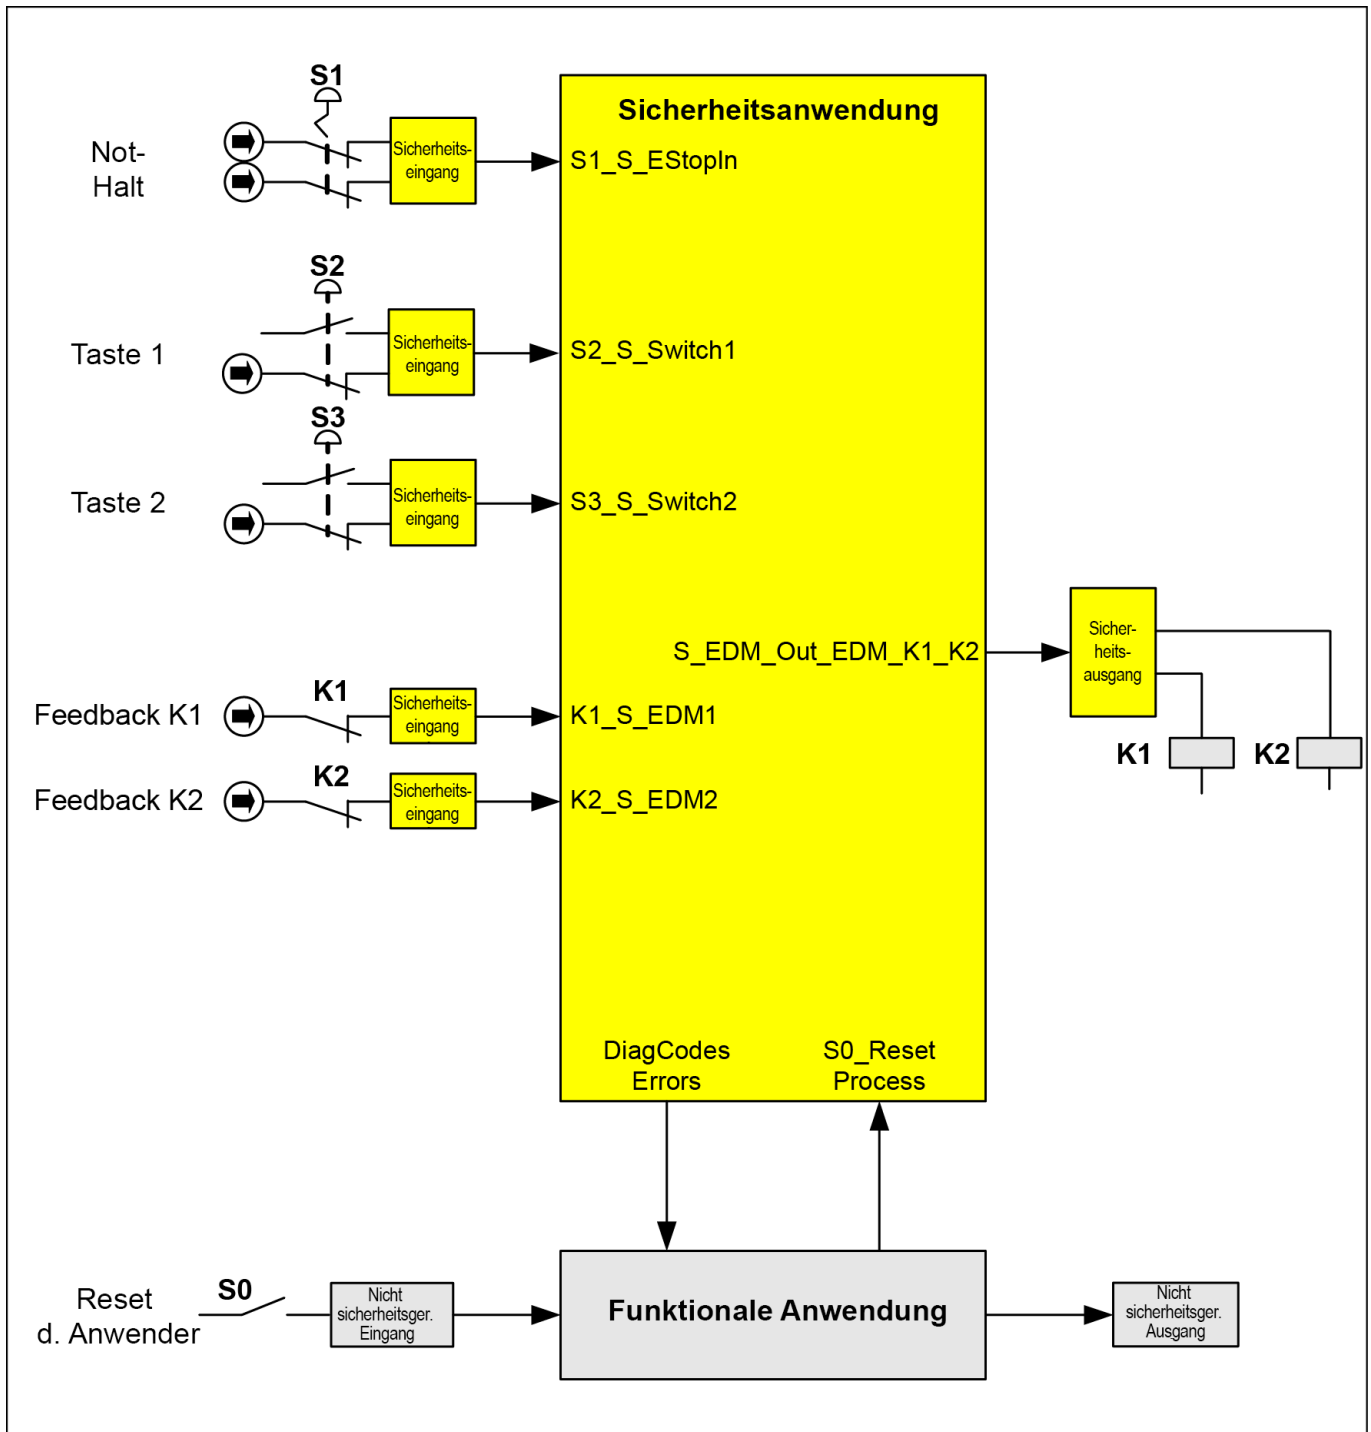 Sicherheitsanwendung
S1
Not-
Halt
Sicherheits-
eingang
S1_S_EStopIn
S2
Taste 1
Sicherheits-
eingang
S2_S_Switch1
S3
Taste 2
Sicherheits-
eingang
S3_S_Switch2
S_EDM_Out_EDM_K1_K2
Sicher-
heits-
ausgang
K1
K2
Feedback K1
K1
Sicherheits-
eingang
K1_S_EDM1
Feedback K2
K2
Sicherheits-
eingang
K2_S_EDM2
DiagCodes
Errors
S0_Reset
Process
Reset
d. Anwender
S0
Nicht
sicherheitsger.
Eingang
Funktionale Anwendung
Nicht
sicherheitsger.
Ausgang